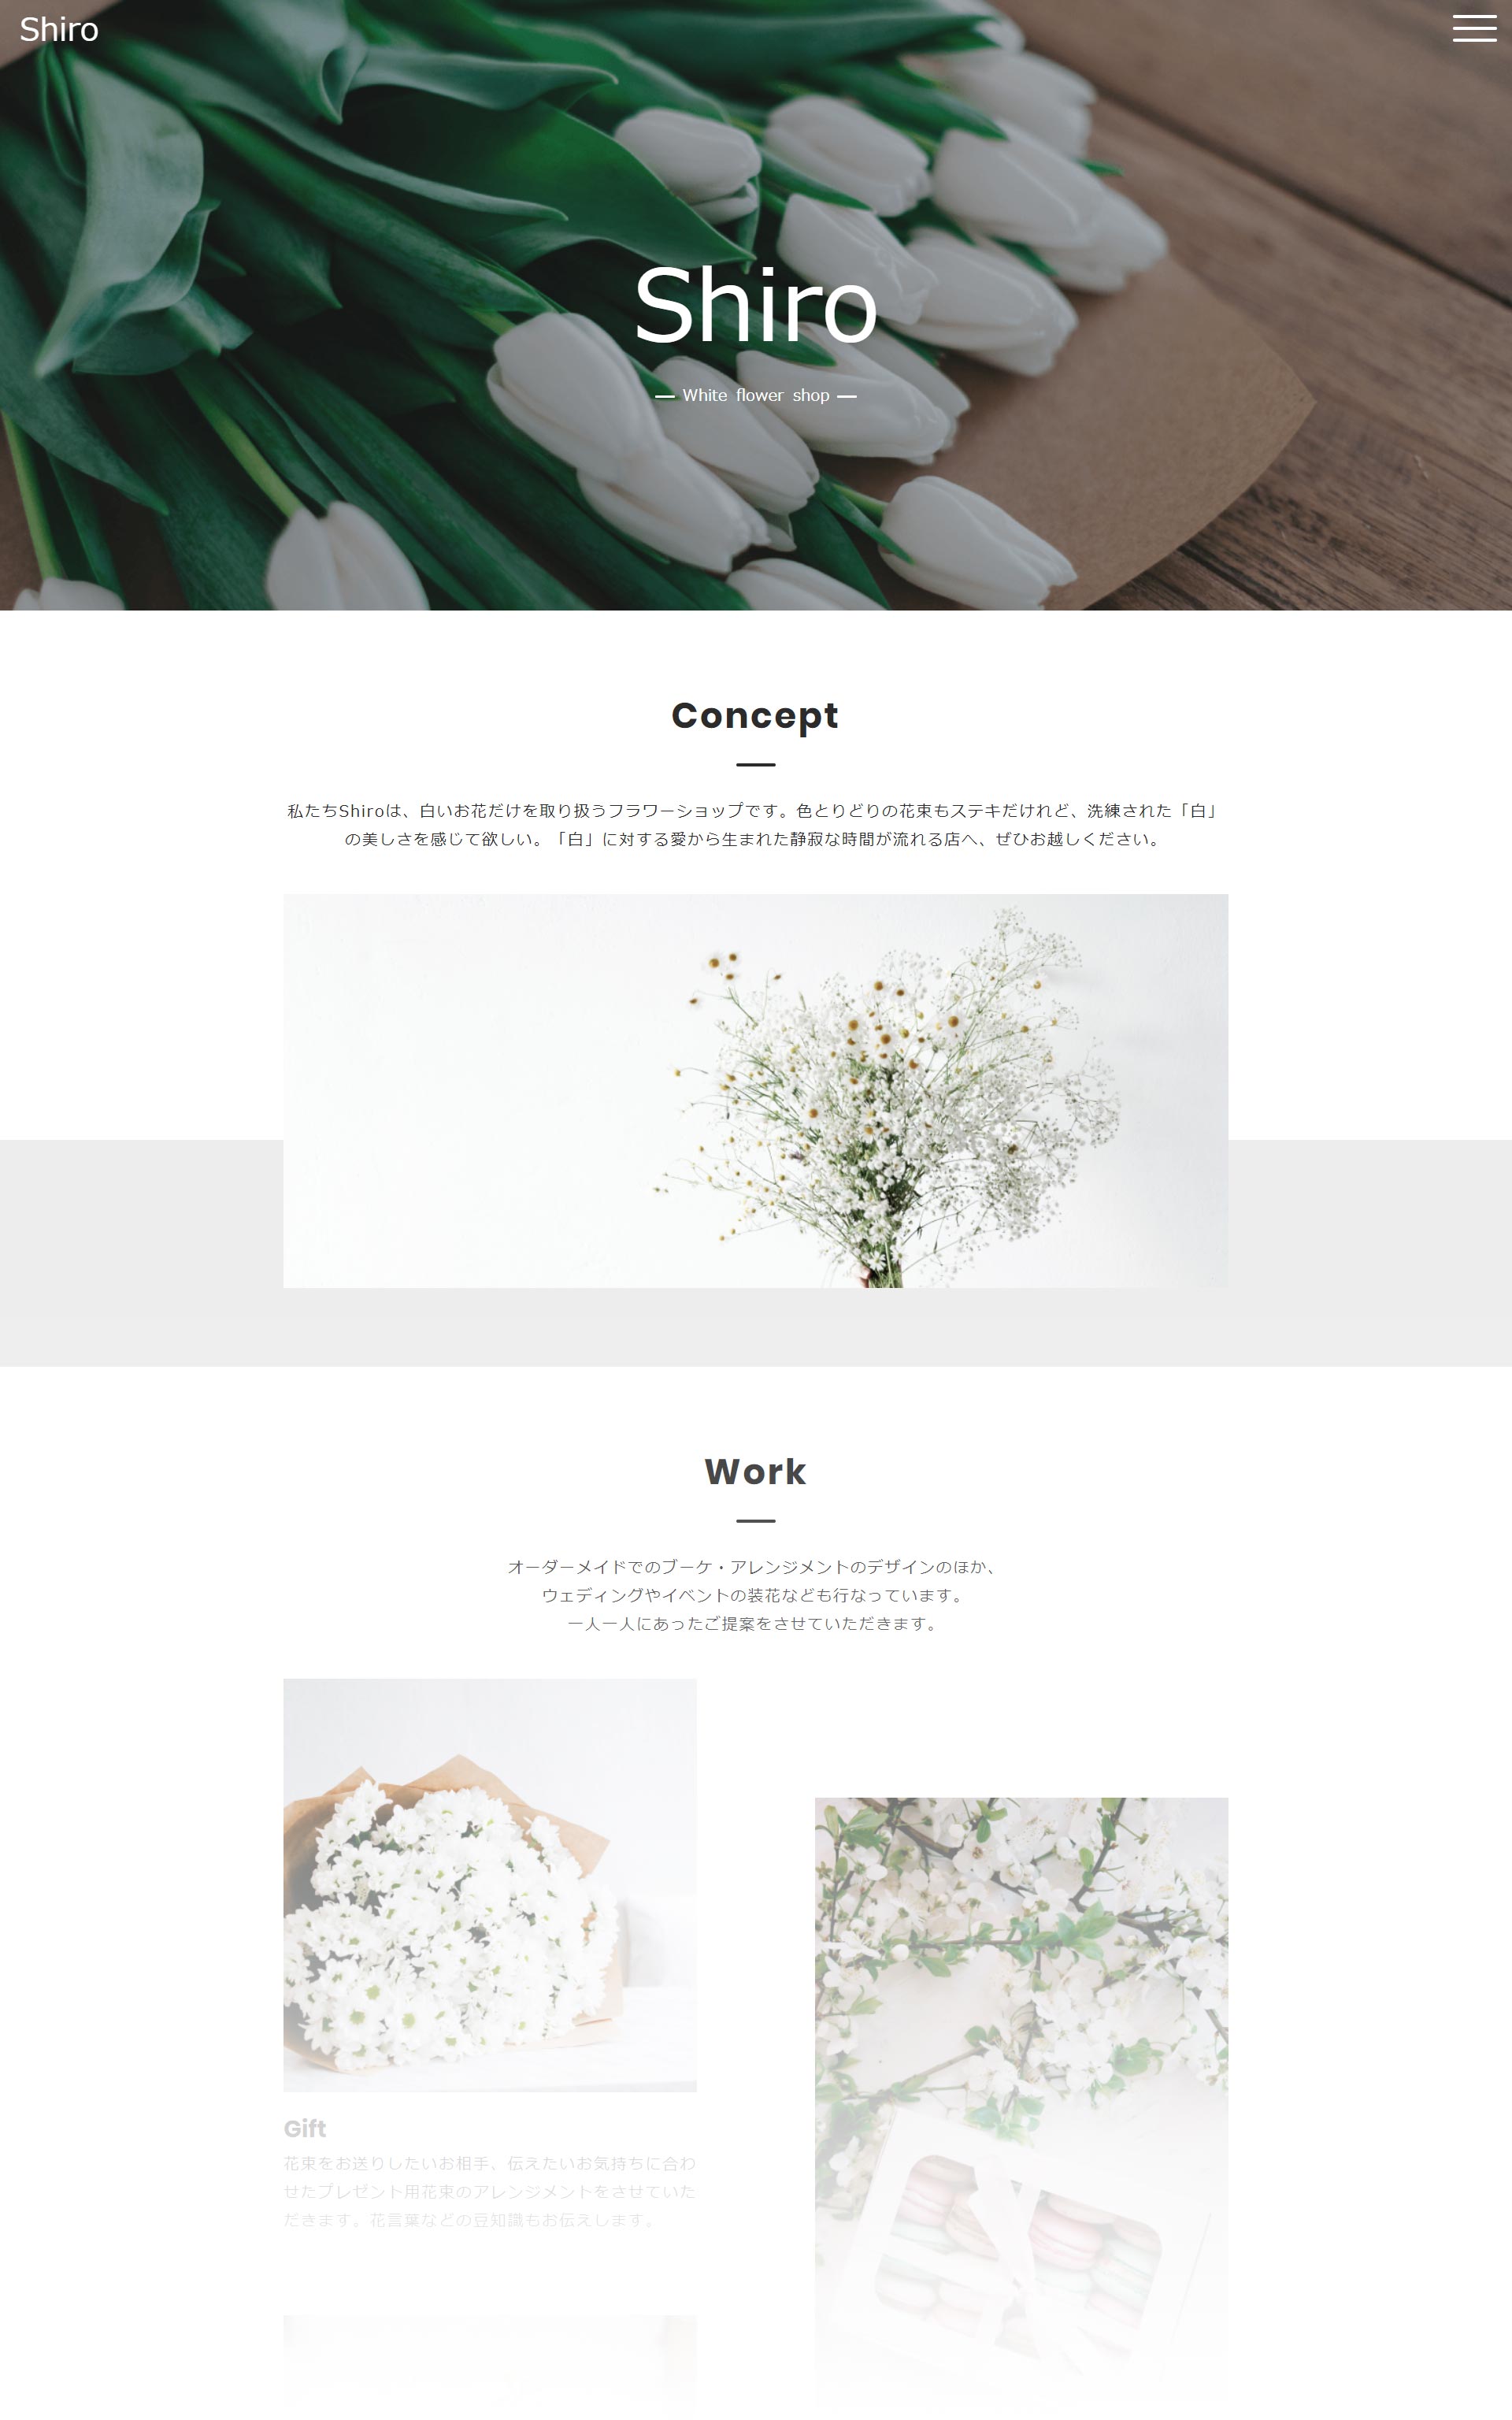 Shiro
Shiro
White flower shop
Concept
私たちShiroは、白いお花だけを取り扱うフラワーショップです。色とりどりの花束もステキだけれど、洗練された「白」
の美しさを感じて欲しい。「白」に対する愛から生まれた静寂な時間が流れる店へ、ぜひお越しください。
Work
オーダーメイドでのブーケ・アレンジメントのデザインのほか、
ウェディングやイベントの装花なども行なっています。
一人一人にあったご提案をさせていただきます。
Gift
花束をお送りしたいお相手、伝えたいお気持ちに合わ
せたプレゼント用花束のアレンジメントをさせていた
だきます。花言葉などの豆知識もお伝えします。